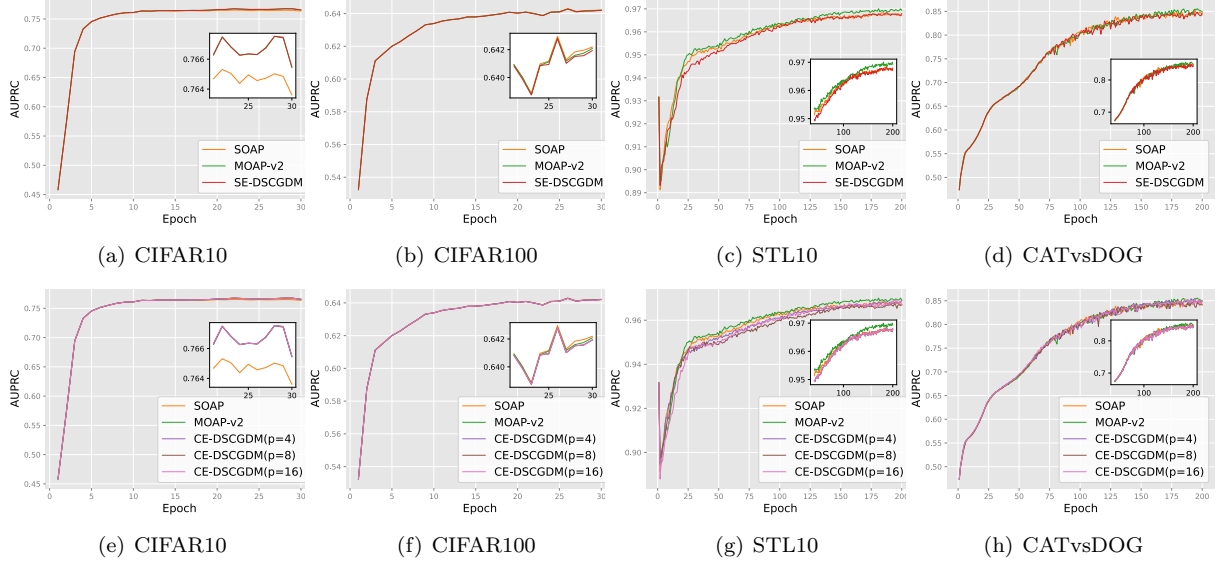 AUPRC
0.75
0.70
0.65
0.60
0.55
0.50
0.45
0.766
0.764
25
30
SOAP
MOAP-v2
SE-DSCGDM
0
5
10
15
20
25
30
Epoch
(a) CIFAR10
AUPRC
0.64
0.62
0.60
0.58
0.56
0.54
0.642
0.640
25
30
SOAP
MOAP-v2
SE-DSCGDM
0
5
10
15
20
25
30
Epoch
(b) CIFAR100
AUPRC
0.97
0.96
0.95
0.94
0.93
0.92
0.91
0.90
0.89
0.97
0.95
100
200
SOAP
MOAP-v2
SE-DSCGDM
0
25
50
75
100
125
150
175
200
Epoch
(c) STL10
AUPRC
0.85
0.80
0.75
0.70
0.65
0.60
0.55
0.50
0.8
0.7
100
200
SOAP
MOAP-v2
SE-DSCGDM
0
25
50
75
100
125
150
175
200
Epoch
(d) CATvsDOG
AUPRC
0.75
0.70
0.65
0.60
0.55
0.50
0.45
0.766
0.764
25
30
SOAP
MOAP-v2
CE-DSCGDM(p=4)
CE-DSCGDM(p=8)
CE-DSCGDM(p=16)
0
5
10
15
20
25
30
Epoch
(e) CIFAR10
AUPRC
0.64
0.62
0.60
0.58
0.56
0.54
0.53
0.642
0.640
25
30
SOAP
MOAP-v2
CE-DSCGDM(p=4)
CE-DSCGDM(p=8)
CE-DSCGDM(p=16)
0
5
10
15
20
25
30
Epoch
(f) CIFAR100
AUPRC
0.96
0.94
0.92
0.90
0.97
0.95
100
200
SOAP
MOAP-v2
CE-DSCGDM(p=4)
CE-DSCGDM(p=8)
CE-DSCGDM(p=16)
0
25
50
75
100
125
150
175
200
Epoch
(g) STL10
AUPRC
0.85
0.80
0.75
0.70
0.65
0.60
0.55
0.50
0.8
0.7
100
200
SOAP
MOAP-v2
CE-DSCGDM(p=4)
CE-DSCGDM(p=8)
CE-DSCGDM(p=16)
0
25
50
75
100
125
150
175
200
Epoch
(h) CATvsDOG